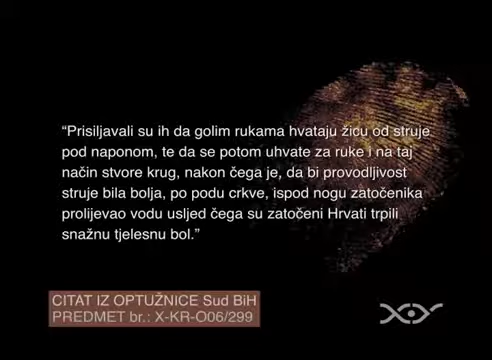 “Prisiljavali su ih da golim rukama hvataju žicu od struje
pod naponom, te da se potom uhvate za ruke i na taj
način stvore krug, nakon čega je, da bi provodljivost
struje bila bolja, po podu crkve, ispod nogu zatočenika
prolijevao vodu usljed čega su zatočeni Hrvati trpili
snažnu tjelesnu bol.”
CITAT IZ OPTUŽNICE Sud BiH
PREDMET br.: X-KR-O06/299